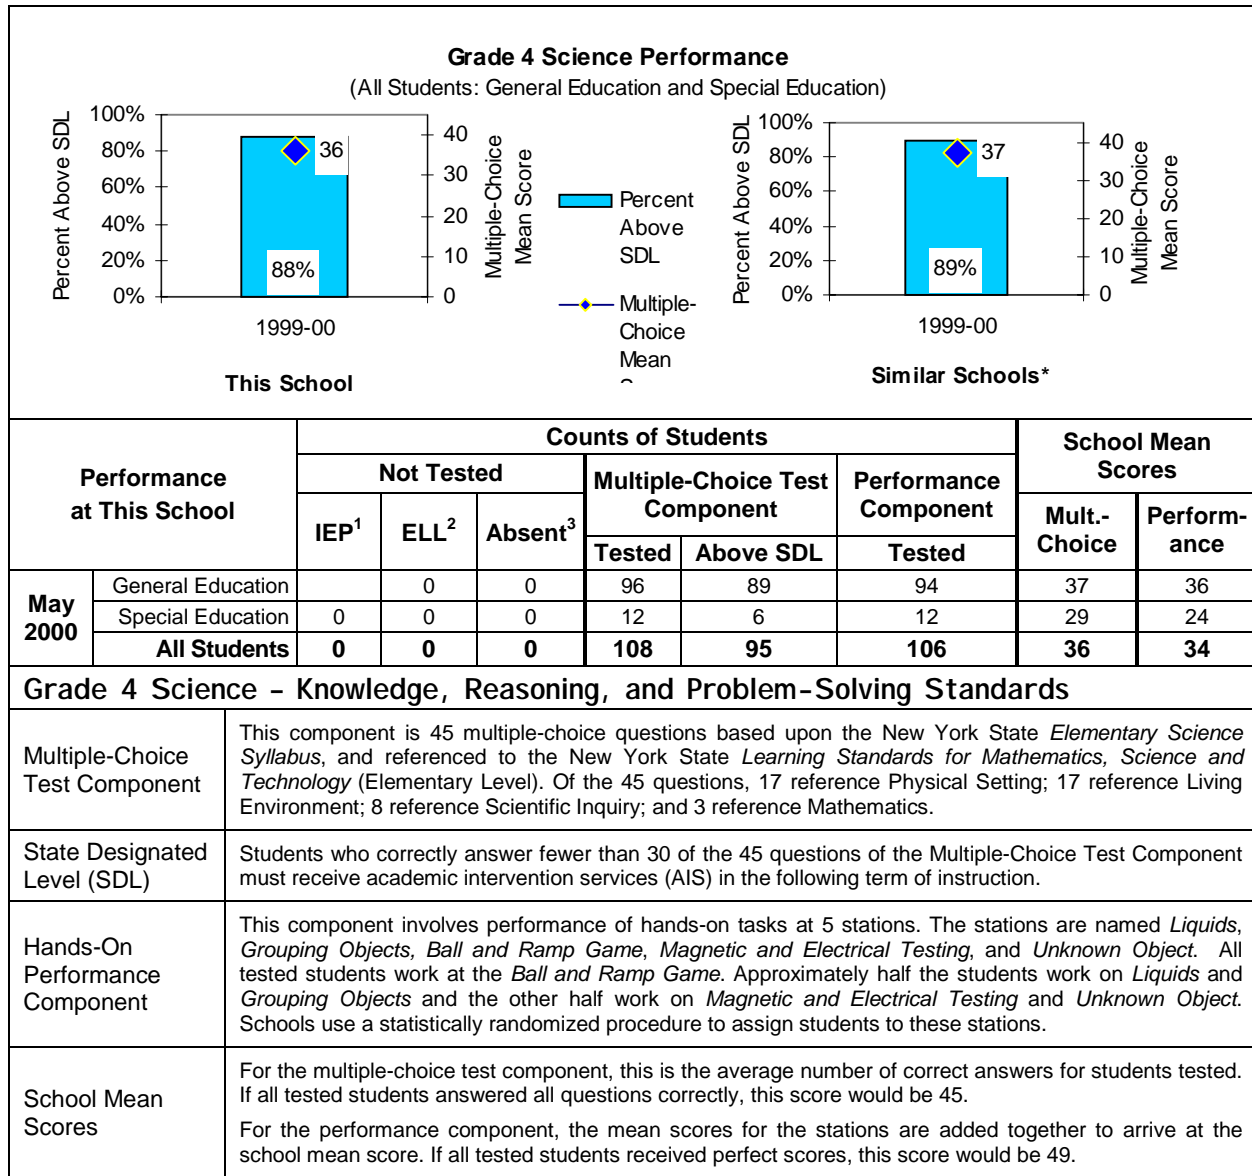 Grade 4 Science Performance
(All Students: General Education and Special Education)
Percent Above SDL
100%
80%
60%
40%
20%
0%
36
88%
40
30
20
10
0
Multiple-Choice
Mean Score
1999-00
This School
Percent
Above
SDL
Multiple-
Choice
Mean
Percent Above SDL
100%
80%
60%
40%
20%
0%
37
89%
40
30
20
10
0
Multiple-Choice
Mean Score
1999-00
Similar Schools*
Performance
at This School
Counts of Students
School Mean
Scores
Not Tested
Multiple-Choice Test
Component
Performance
Component
IEP1 ELL2 Absent3
Tested Above SDL Tested
Mult.-
Choice
Perform-
ance
May
2000
General Education 0 0 96 89 94 37 36
Special Education 0 0 0 12 6 12 29 24
All Students 0 0 0 108 95 106 36 34
Grade 4 Science – Knowledge, Reasoning, and Problem-Solving Standards
Multiple-Choice
Test Component
This component is 45 multiple-choice questions based upon the New York State Elementary Science
Syllabus, and referenced to the New York State Learning Standards for Mathematics, Science and
Technology (Elementary Level). Of the 45 questions, 17 reference Physical Setting; 17 reference Living
Environment; 8 reference Scientific Inquiry; and 3 reference Mathematics.
State Designated
Level (SDL)
Students who correctly answer fewer than 30 of the 45 questions of the Multiple-Choice Test Component
must receive academic intervention services (AIS) in the following term of instruction.
Hands-On
Performance
Component
This component involves performance of hands-on tasks at 5 stations. The stations are named Liquids,
Grouping Objects, Ball and Ramp Game, Magnetic and Electrical Testing, and Unknown Object. All
tested students work at the Ball and Ramp Game. Approximately half the students work on Liquids and
Grouping Objects and the other half work on Magnetic and Electrical Testing and Unknown Object.
Schools use a statistically randomized procedure to assign students to these stations.
School Mean
Scores
For the multiple-choice test component, this is the average number of correct answers for students tested.
If all tested students answered all questions correctly, this score would be 45.
For the performance component, the mean scores for the stations are added together to arrive at the
school mean score. If all tested students received perfect scores, this score would be 49.